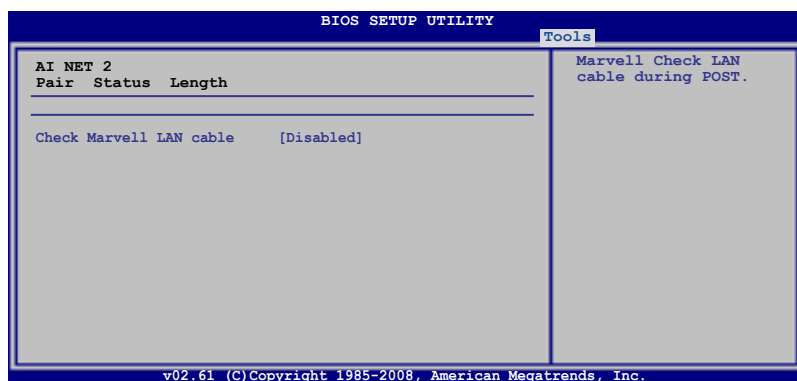 BIOS SETUP UTILITY
Tools
AI NET 2
Pair Status Length
Check Marvell LAN cable [Disabled]
Marvell Check LAN
cable during POST.
v02.61 (C)Copyright 1985-2008, American Megatrends, Inc.